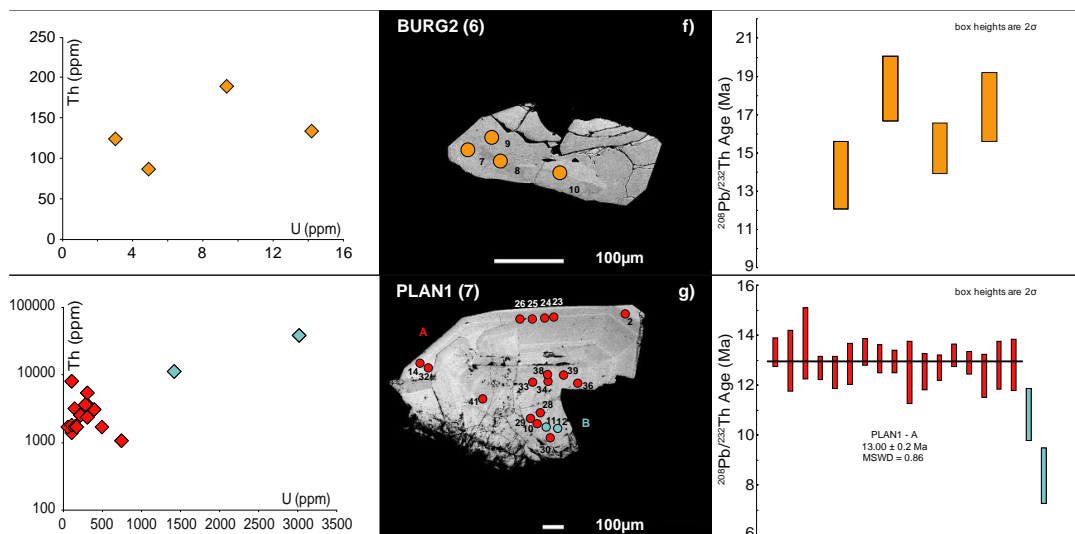 250
200
150
100
50
0
Th (ppm)
U (ppm)
0 4 8 12 16
BURG2 (6)
f)
9
7
8
10
100µm
box heights are 2σ
21
19
17
15
13
11
9
²⁰⁸Pb/²³²Th Age (Ma)
100000
10000
1000
100
Th (ppm)
U (ppm)
0 500 1000 1500 2000 2500 3000 3500
PLAN1 (7)
g)
26 25 24 23
2
A
14 32
38 39
33 34 36
41
28
29 10 11 12
B
30
100µm
box heights are 2σ
16
14
12
10
8
6
²⁰⁸Pb/²³²Th Age (Ma)
PLAN1 - A
13.00 ± 0.2 Ma
MSWD = 0.86